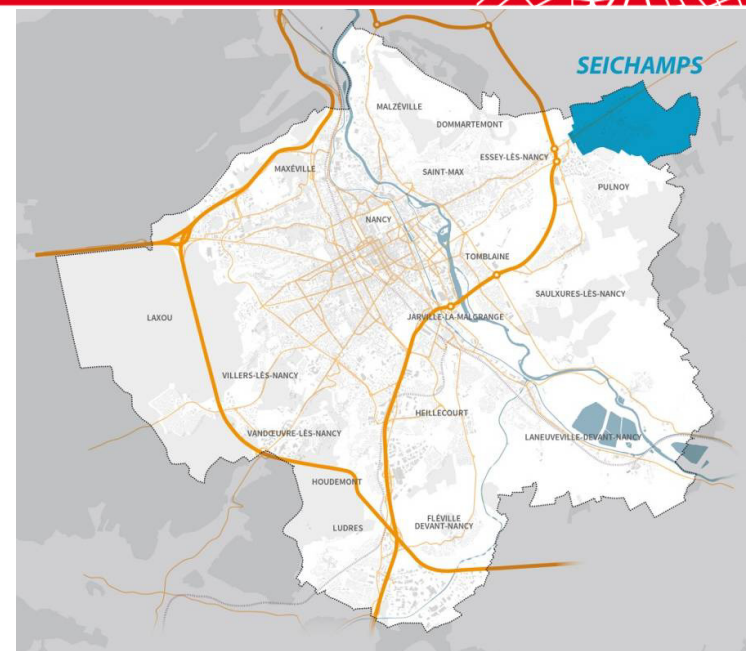 SEICHAMPS
MALZÉVILLE
DOMMARTEMONT
ESSEY-LÈS-NANCY
MAXÉVILLE
SAINT-MAX
PULNOY
NANCY
TOMBLAINE
SAULXURES-LÈS-NANCY
LAXOU
JARVILLE-LA-MALGRANGE
VILLERS-LÈS-NANCY
HEILLECOURT
VANDŒUVRE-LÈS-NANCY
LANEUVEVILLE-DEVANT-NANCY
HOUDEMONT
LUDRES
FLÉVILLE
DEVANT-NANCY